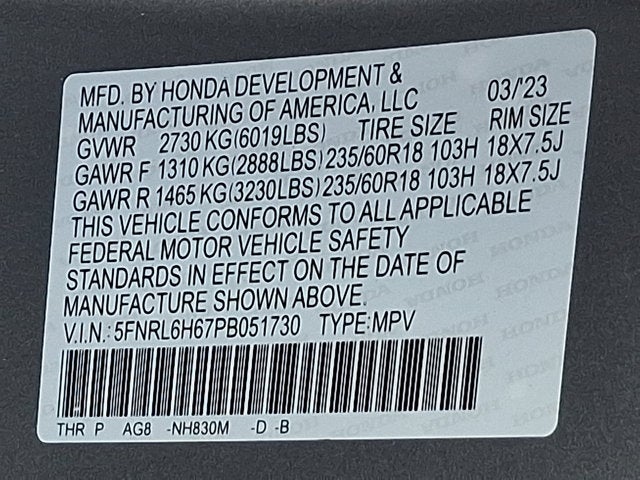 MFD. BY HONDA DEVELOPMENT &
MANUFACTURING OF AMERICA, LLC 03/'23
GVWR 2730 KG(6019LBS) TIRE SIZE RIM SIZE
GAWR F 1310 KG(2888LBS) 235/60R18 103H 18X7.5J
GAWR R 1465 KG(3230LBS) 235/60R18 103H 18X7.5J
THIS VEHICLE CONFORMS TO ALL APPLICABLE
FEDERAL MOTOR VEHICLE SAFETY
STANDARDS IN EFFECT ON THE DATE OF
MANUFACTURE SHOWN ABOVE.
V.I.N.: 5FNRL6H67PB051730 TYPE:MPV
THR P AG8 -NH830M -D -B